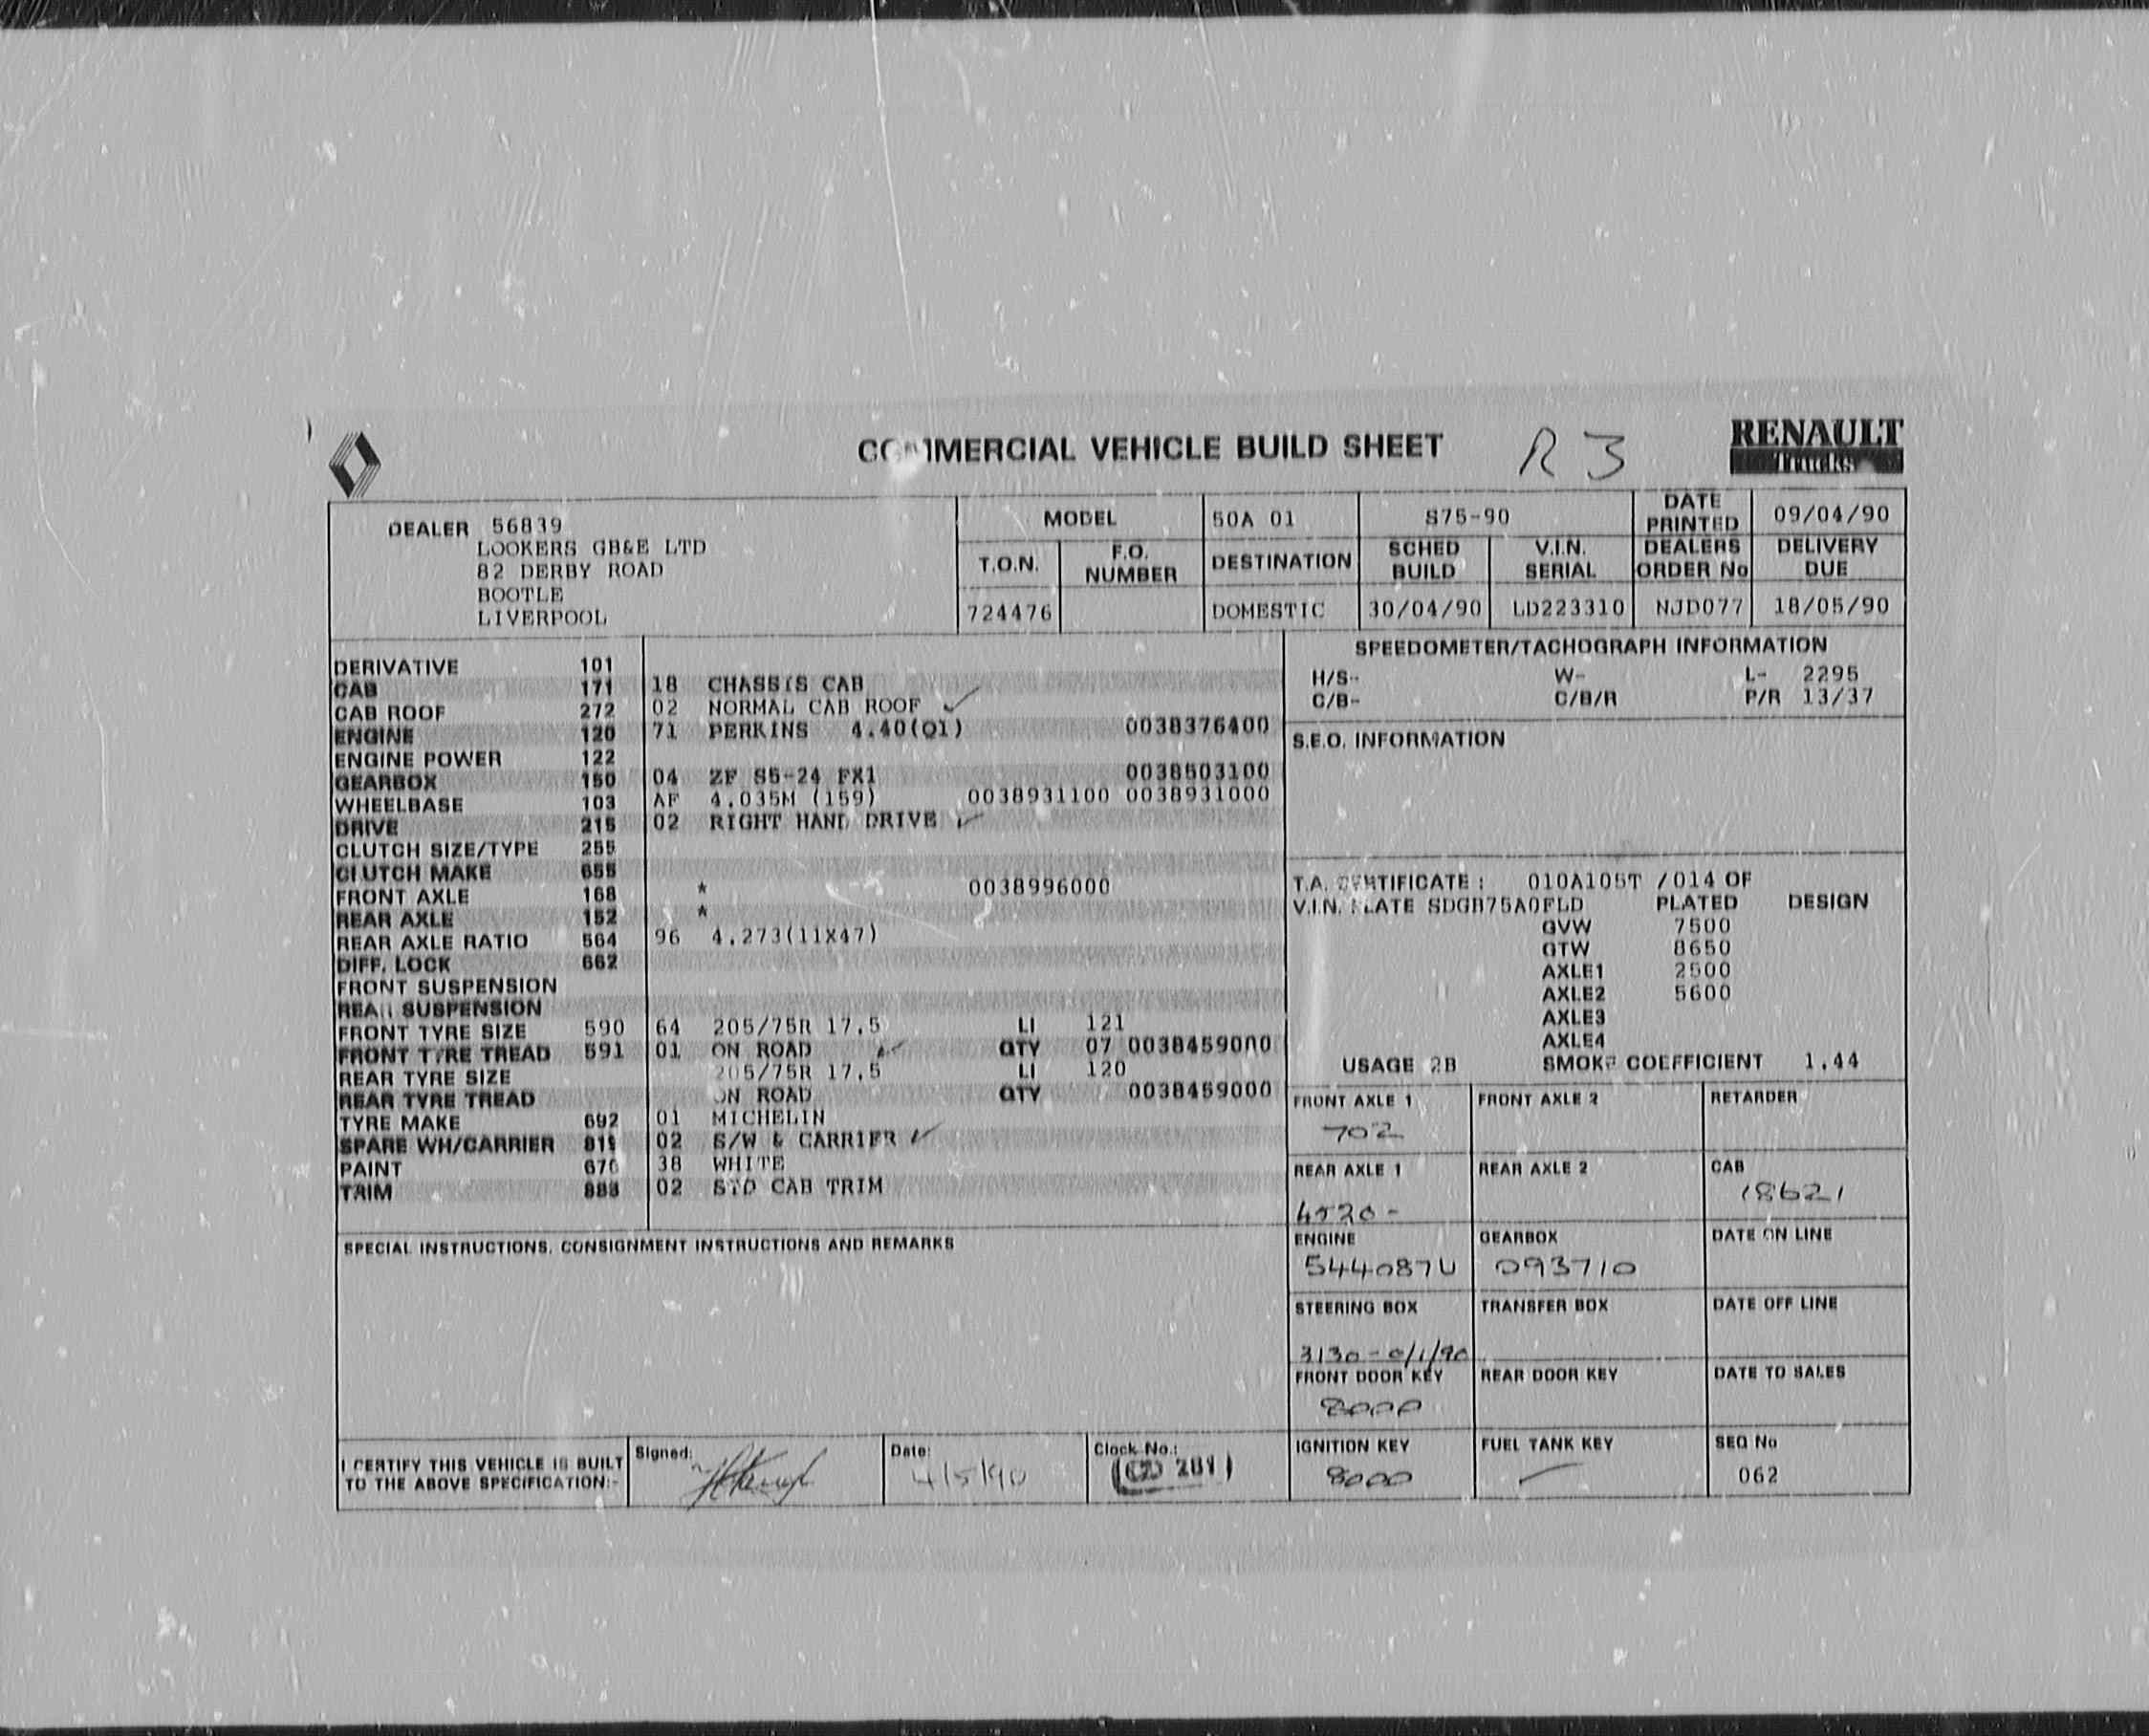 COMMERCIAL VEHICLE BUILD SHEET R3 RENAULT Trucks
DEALER 56839
LOOKERS GB&E LTD
82 DERBY ROAD
BOOTLE
LIVERPOOL
MODEL 50A 01 S75-90 DATE PRINTED 09/04/90
T.O.N. F.O. NUMBER DESTINATION SCHED BUILD V.I.N. SERIAL DEALERS ORDER No DELIVERY DUE
724476 DOMESTIC 30/04/90 LD223310 NJD077 18/05/90
DERIVATIVE 101
CAB 171 18 CHASSIS CAB
CAB ROOF 272 02 NORMAL CAB ROOF ✓
ENGINE 120 71 PERKINS 4.40(Q1) 0038376400
ENGINE POWER 122
GEARBOX 150 04 ZF S5-24 FX1 0038503100
WHEELBASE 103 AF 4.035M (159) 0038931100 0038931000
DRIVE 215 02 RIGHT HAND DRIVE ✓
CLUTCH SIZE/TYPE 255
CLUTCH MAKE 655
FRONT AXLE 168 * 0038996000
REAR AXLE 152 *
REAR AXLE RATIO 564 96 4.273(11X47)
DIFF. LOCK 662
FRONT SUSPENSION
REAR SUSPENSION
FRONT TYRE SIZE 590 64 205/75R 17.5 LI 121
FRONT TYRE TREAD 591 01 ON ROAD ✓ QTY 07 0038459000
REAR TYRE SIZE 205/75R 17.5 LI 120
REAR TYRE TREAD ON ROAD QTY 0038459000
TYRE MAKE 692 01 MICHELIN
SPARE WH/CARRIER 02 S/W & CARRIER ✓
PAINT 38 WHITE
TRIM 02 STD CAB TRIM
SPEEDOMETER/TACHOGRAPH INFORMATION
H/S- W- L- 2295
C/B- C/B/R P/R 13/37
S.E.O. INFORMATION
T.A. CERTIFICATE: 010A105T /014 OF
V.I.N. PLATE SDGB75A0FLD PLATED DESIGN
GVW 7500
GTW 8650
AXLE1 2500
AXLE2 5600
AXLE3
AXLE4
USAGE 2B SMOKE COEFFICIENT 1.44
FRONT AXLE 1 FRONT AXLE 2 RETARDER
702
REAR AXLE 1 REAR AXLE 2 CAB
18621
4520-
ENGINE GEARBOX DATE ON LINE
544087U 093710
STEERING BOX TRANSFER BOX DATE OFF LINE
FRONT DOOR KEY REAR DOOR KEY DATE TO SALES
8000
IGNITION KEY FUEL TANK KEY SEQ No
8000 062
SPECIAL INSTRUCTIONS, CONSIGNMENT INSTRUCTIONS AND REMARKS
I CERTIFY THIS VEHICLE IS BUILT
TO THE ABOVE SPECIFICATION:-
Signed:
Date: 4/5/90
Clock No.: